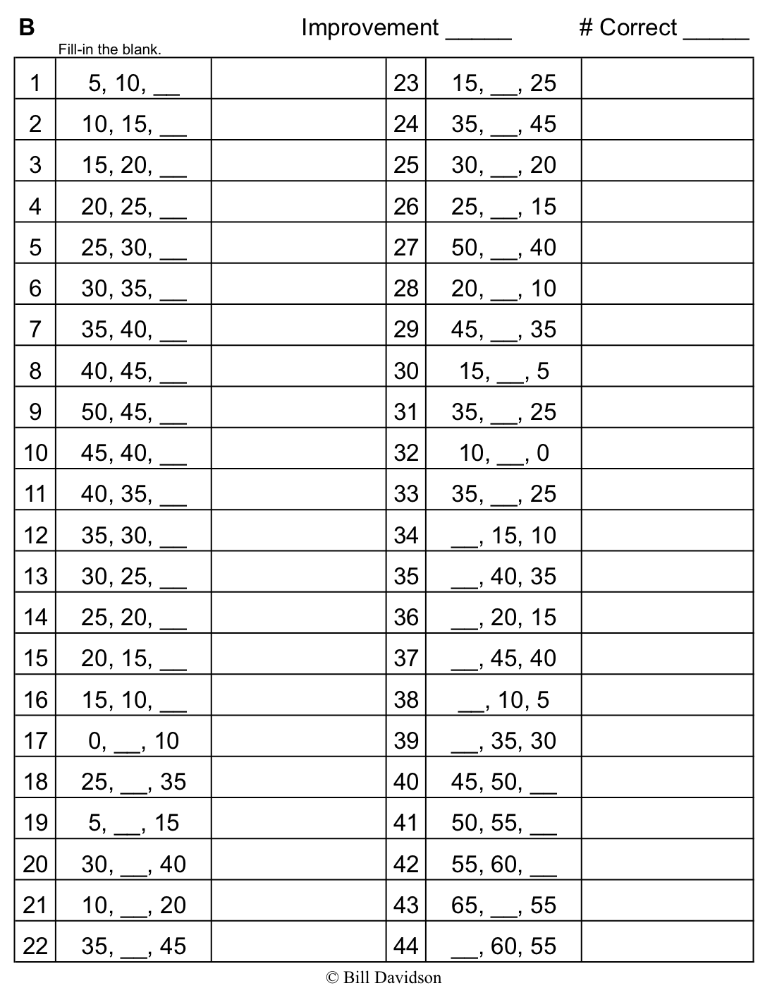 B Improvement _____ # Correct _____
Fill-in the blank.
1 5, 10, __ 23 15, __, 25
2 10, 15, __ 24 35, __, 45
3 15, 20, __ 25 30, __, 20
4 20, 25, __ 26 25, __, 15
5 25, 30, __ 27 50, __, 40
6 30, 35, __ 28 20, __, 10
7 35, 40, __ 29 45, __, 35
8 40, 45, __ 30 15, __, 5
9 50, 45, __ 31 35, __, 25
10 45, 40, __ 32 10, __, 0
11 40, 35, __ 33 35, __, 25
12 35, 30, __ 34 __, 15, 10
13 30, 25, __ 35 __, 40, 35
14 25, 20, __ 36 __, 20, 15
15 20, 15, __ 37 __, 45, 40
16 15, 10, __ 38 __, 10, 5
17 0, __, 10 39 __, 35, 30
18 25, __, 35 40 45, 50, __
19 5, __, 15 41 50, 55, __
20 30, __, 40 42 55, 60, __
21 10, __, 20 43 65, __, 55
22 35, __, 45 44 __, 60, 55
© Bill Davidson